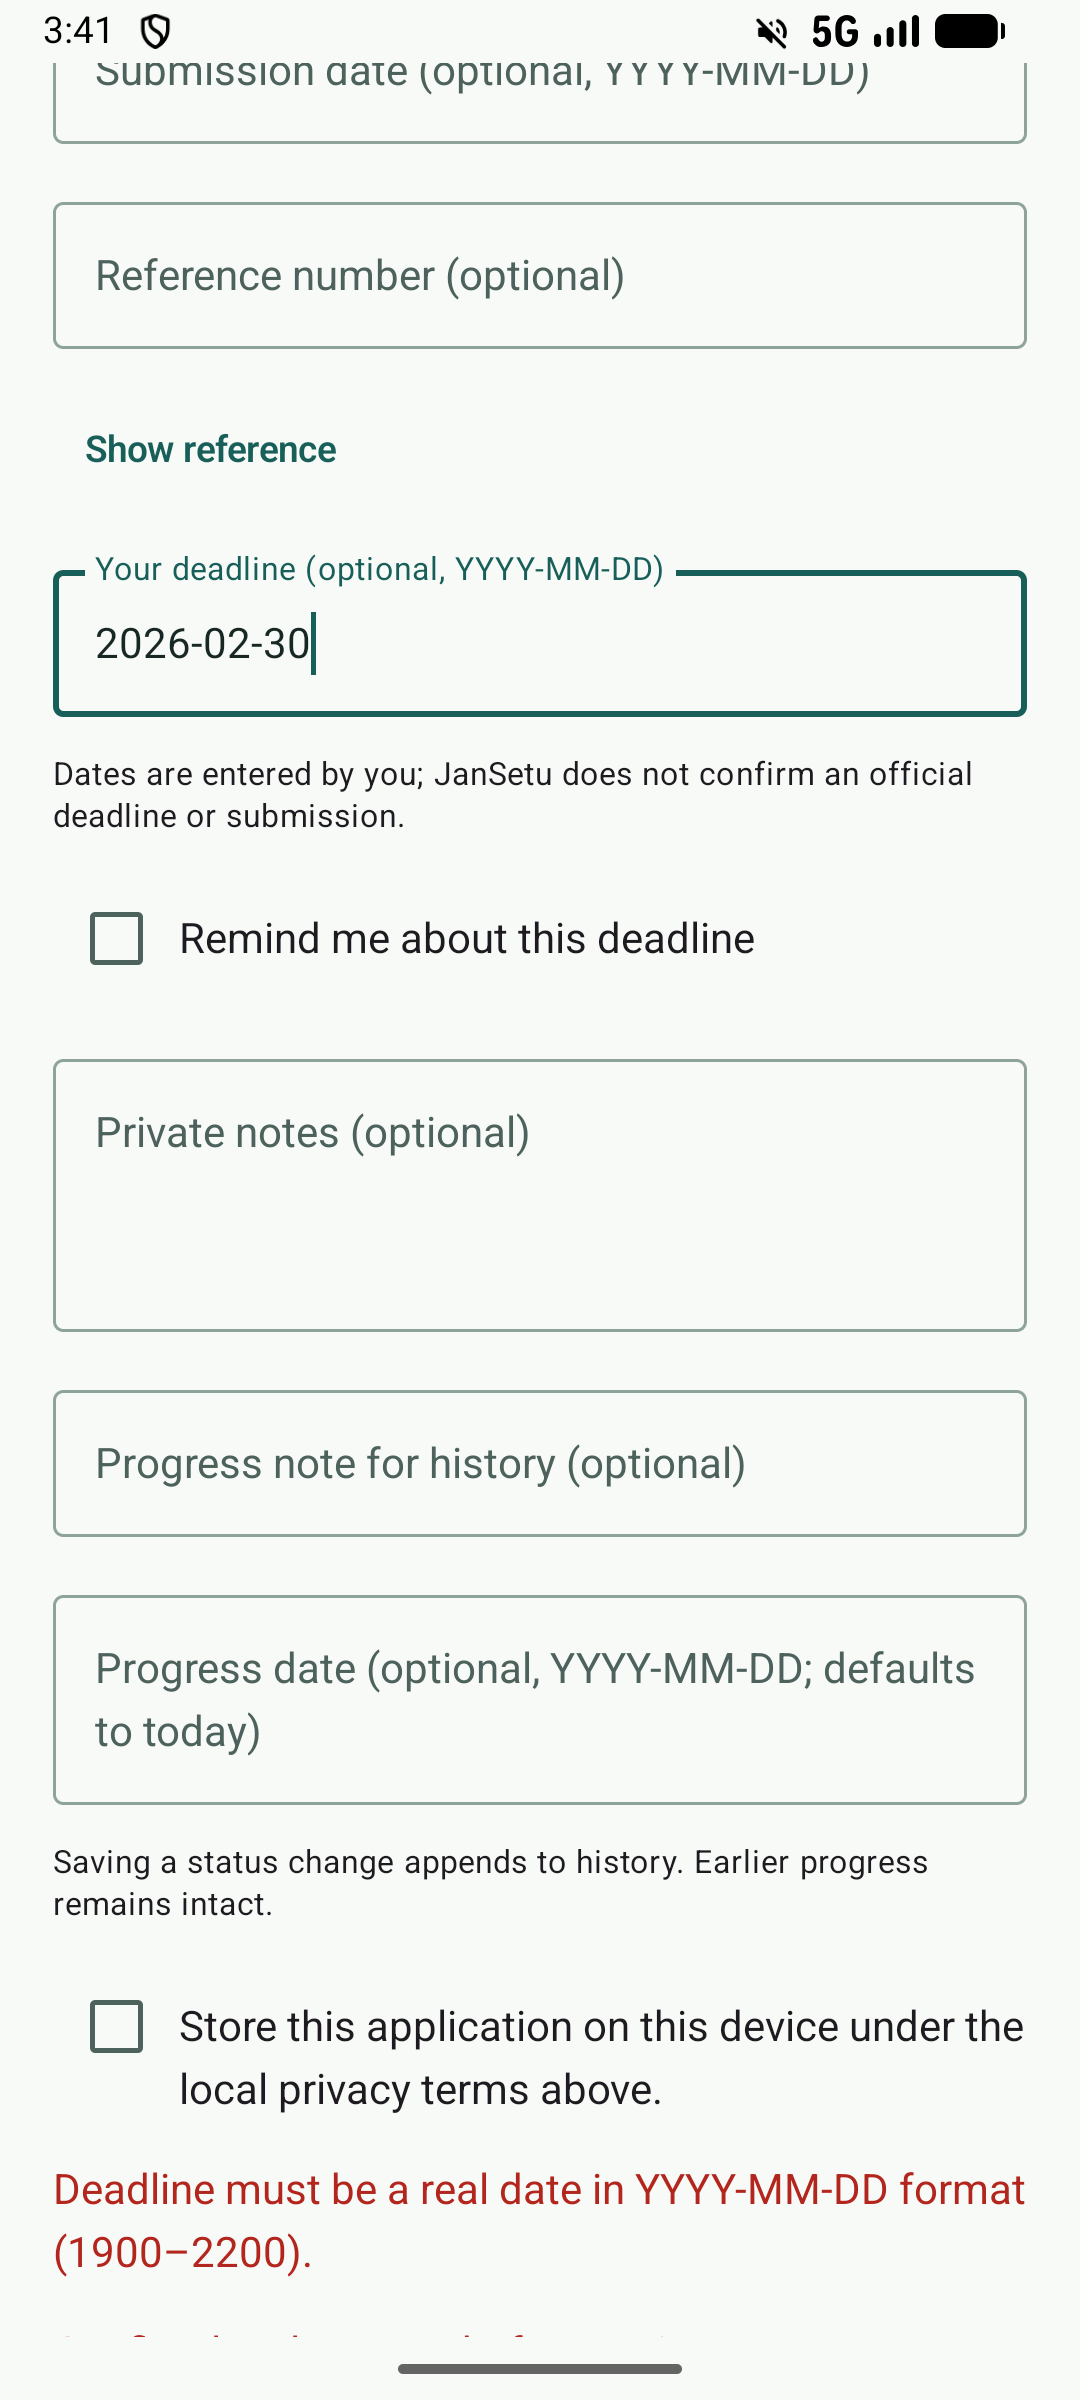 3:41
5G
Submission date (optional, YYYY-MM-DD)
Reference number (optional)
Show reference
Your deadline (optional, YYYY-MM-DD)
2026-02-30
Dates are entered by you; JanSetu does not confirm an official
deadline or submission.
Remind me about this deadline
Private notes (optional)
Progress note for history (optional)
Progress date (optional, YYYY-MM-DD; defaults
to today)
Saving a status change appends to history. Earlier progress
remains intact.
Store this application on this device under the
local privacy terms above.
Deadline must be a real date in YYYY-MM-DD format
(1900–2200).